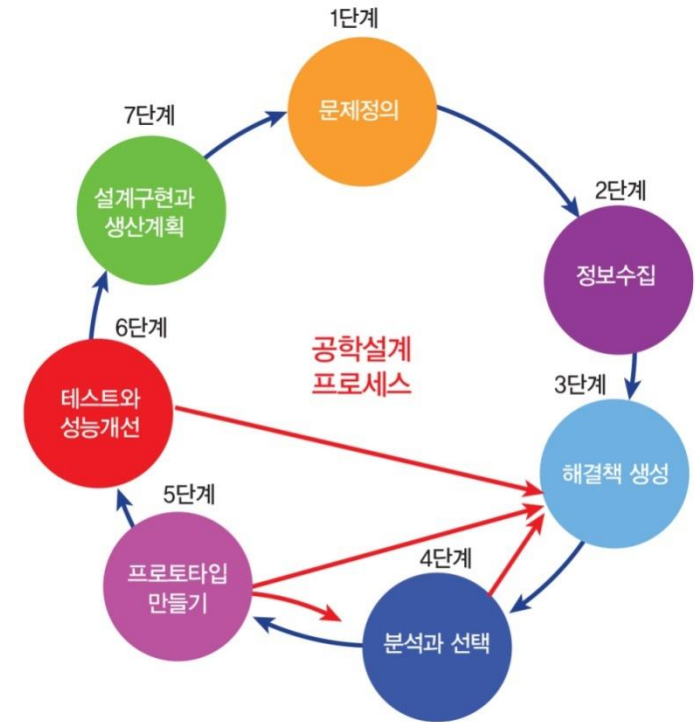 1단계
문제정의
2단계
정보수집
3단계
해결책 생성
4단계
분석과 선택
5단계
프로토타입
만들기
6단계
테스트와
성능개선
7단계
설계구현과
생산계획
공학설계
프로세스